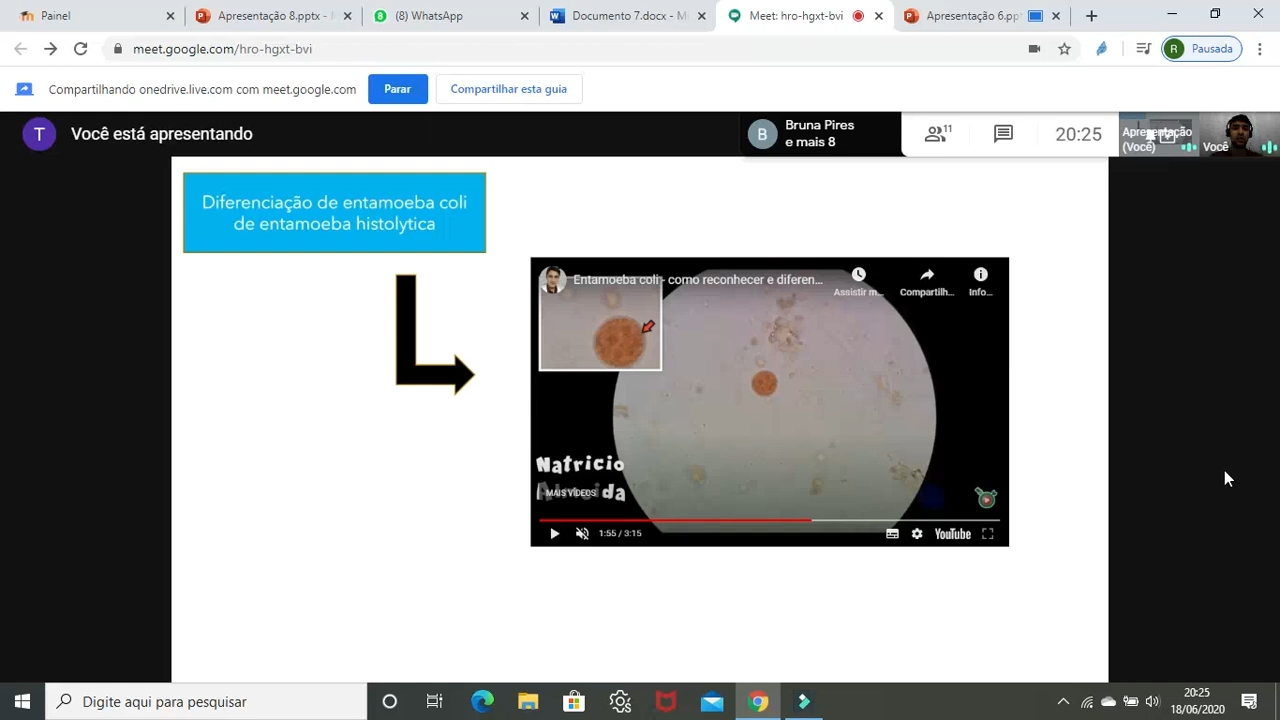 Painel
Apresentação 8.pptx -
(8) WhatsApp
Documento 7.docx - M
Meet: hro-hgxt-bvi
Apresentação 6.pp
meet.google.com/hro-hgxt-bvi
R
Pausada
Compartilhando onedrive.live.com com meet.google.com
Parar
Compartilhar esta guia
T
Você está apresentando
B
Bruna Pires
e mais 8
11
20:25
Apresentação
(Você)
Você
Diferenciação de entamoeba coli
de entamoeba histolytica
Entamoeba coli - como reconhecer e diferen...
Assistir m...
Compartilh...
Info...
Natricio
Almeida
MAIS VÍDEOS
1:55 / 3:15
YouTube
Digite aqui para pesquisar
20:25
18/06/2020